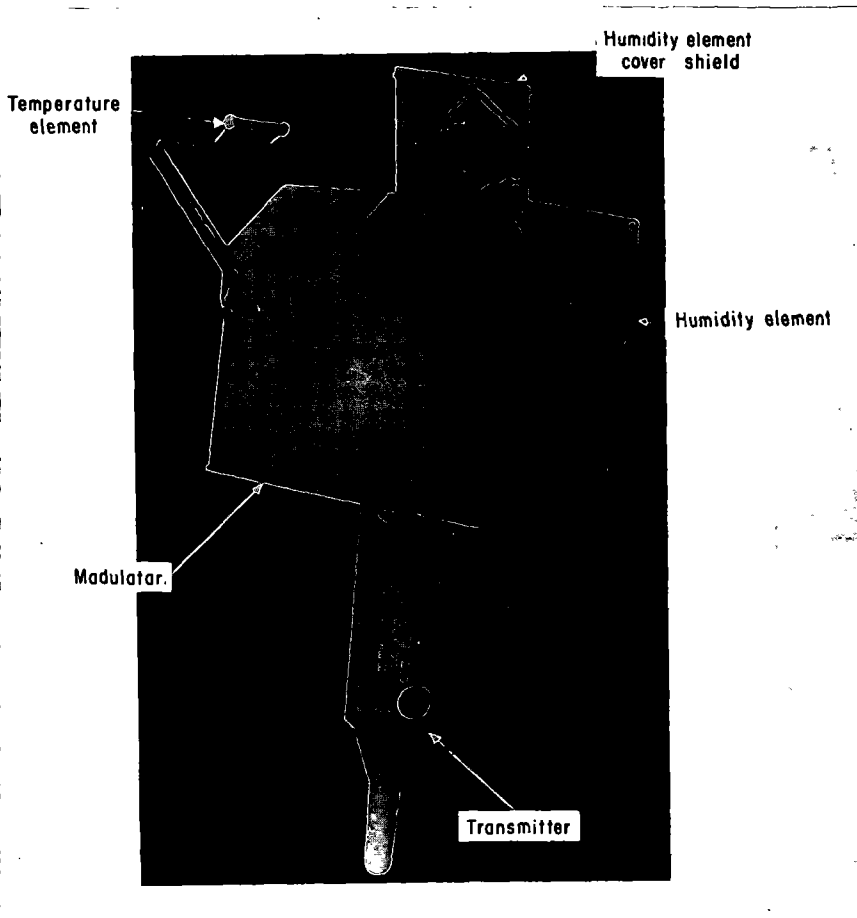 Humidity element
cover shield
Temperature
element
Humidity element
Madulatar.
Transmitter